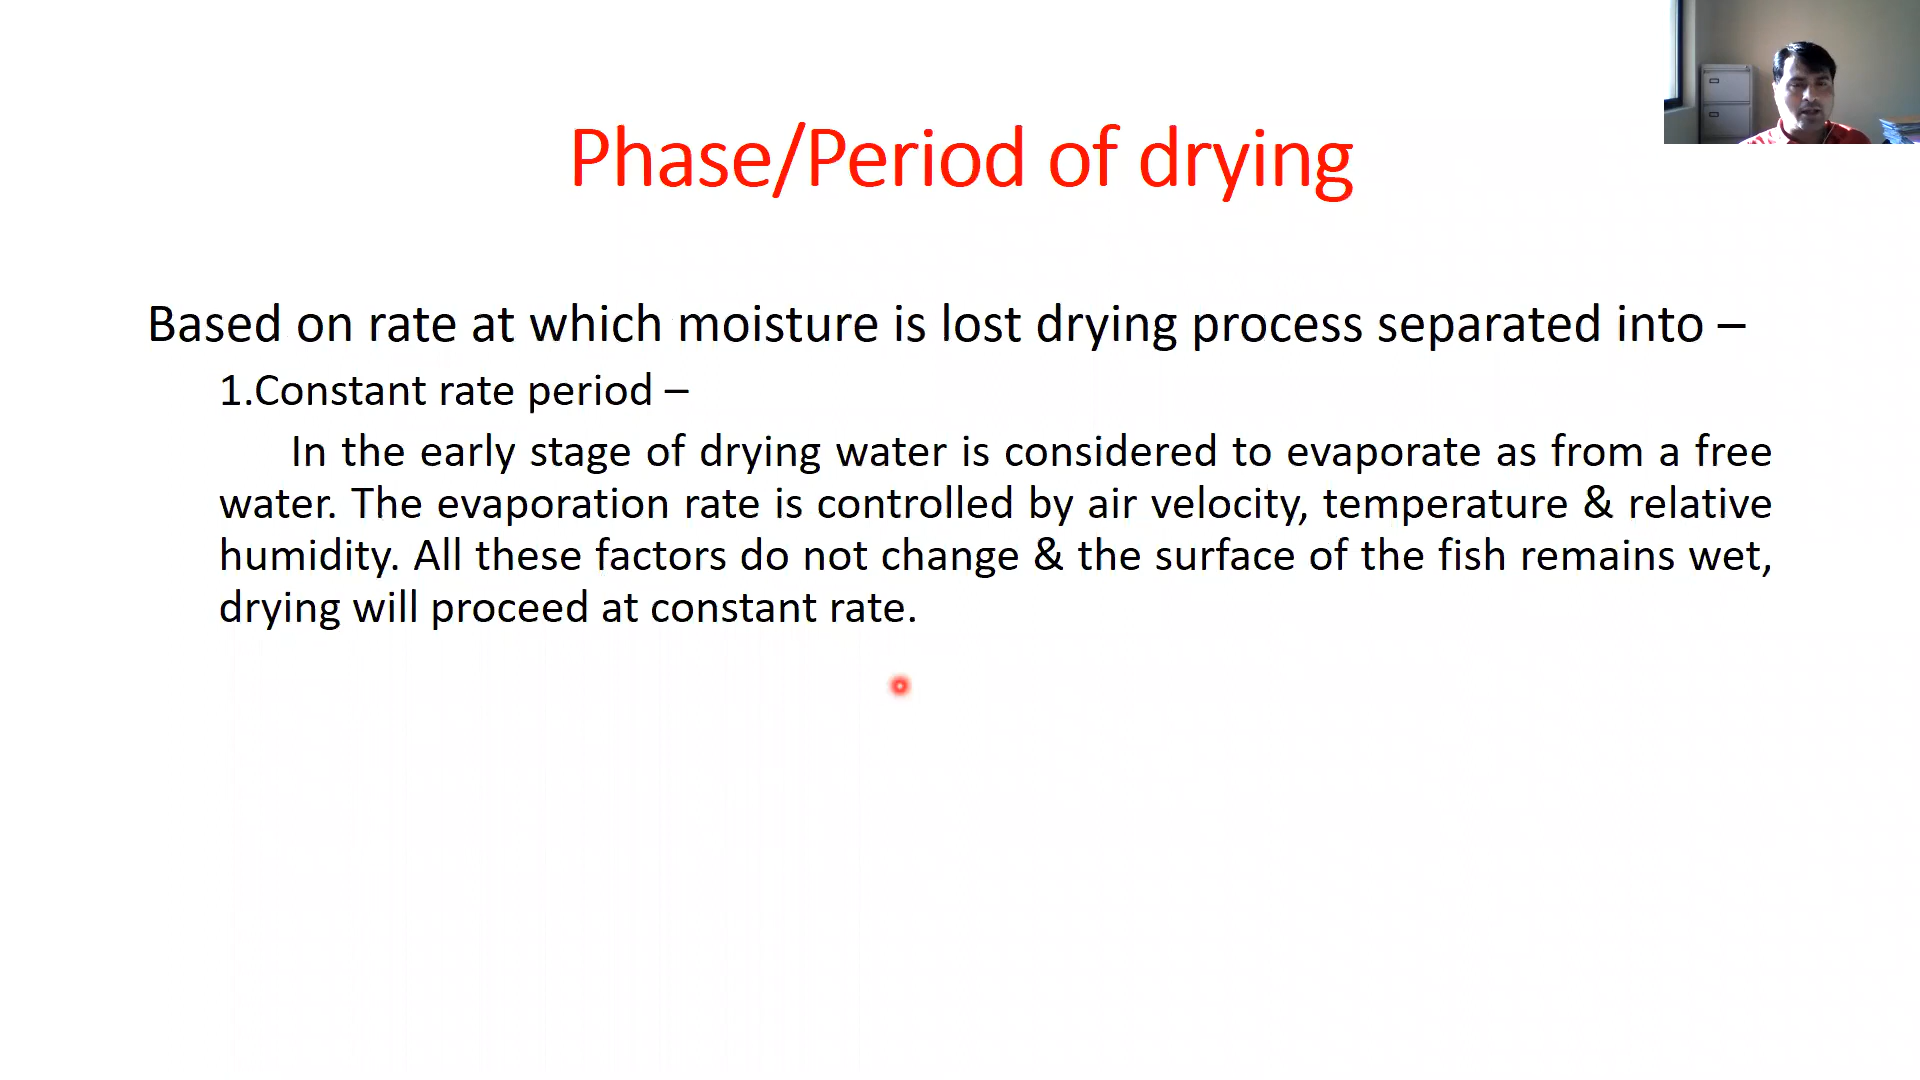 Phase/Period of drying
Based on rate at which moisture is lost drying process separated into –
1.Constant rate period –
In the early stage of drying water is considered to evaporate as from a free
water. The evaporation rate is controlled by air velocity, temperature & relative
humidity. All these factors do not change & the surface of the fish remains wet,
drying will proceed at constant rate.